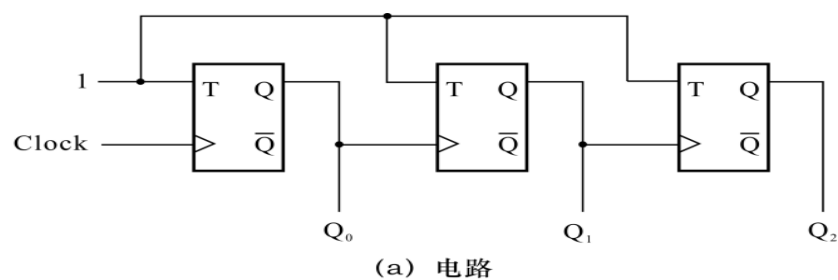 1 T Q T Q T Q
Clock Q̅ Q̅ Q̅
Q₀ Q₁ Q₂
(a) 电路